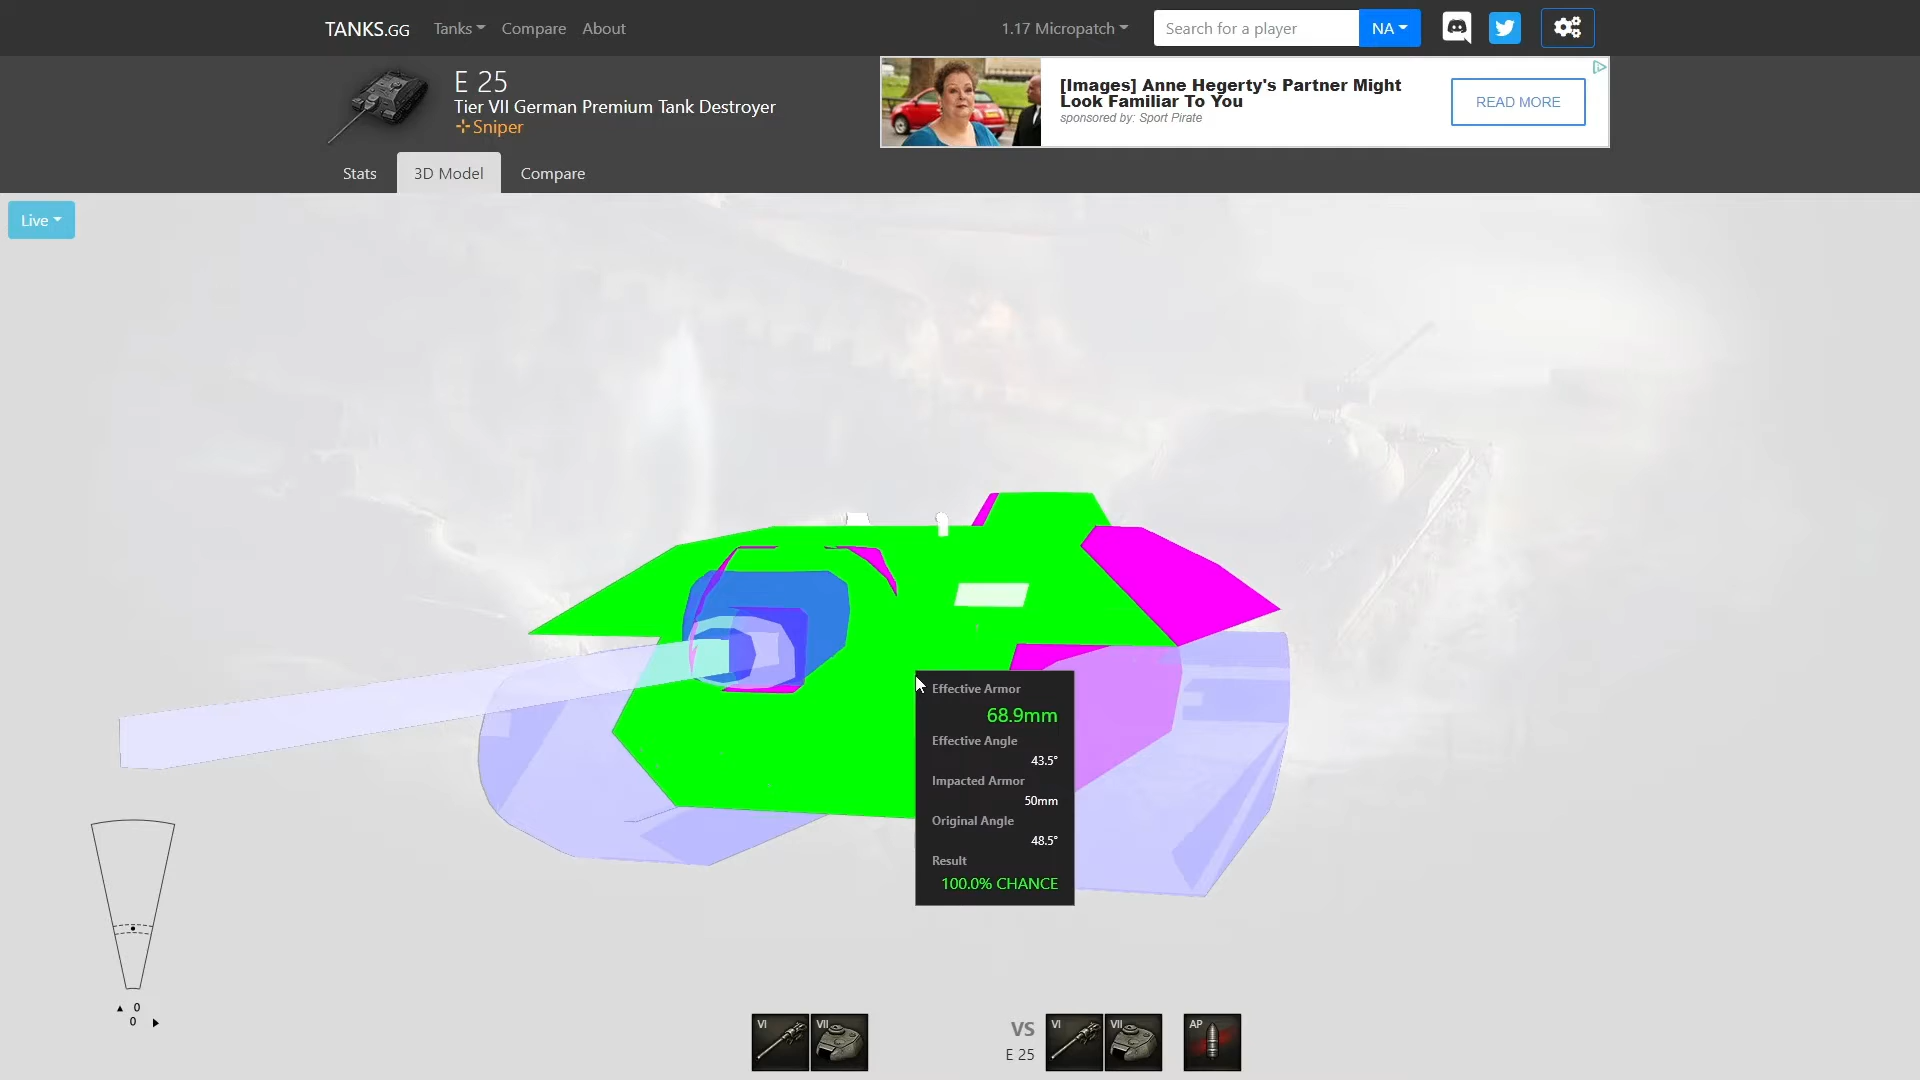 TANKS.GG
Tanks
Compare
About
1.17 Micropatch
Search for a player
NA
E 25
Tier VII German Premium Tank Destroyer
Sniper
[Images] Anne Hegerty's Partner Might
Look Familiar To You
sponsored by: Sport Pirate
READ MORE
Stats
3D Model
Compare
Live
Effective Armor
68.9mm
Effective Angle
43.5°
Impacted Armor
50mm
Original Angle
48.5°
Result
100.0% CHANCE
0
0
VI
VII
VS
E 25
VI
VII
AP